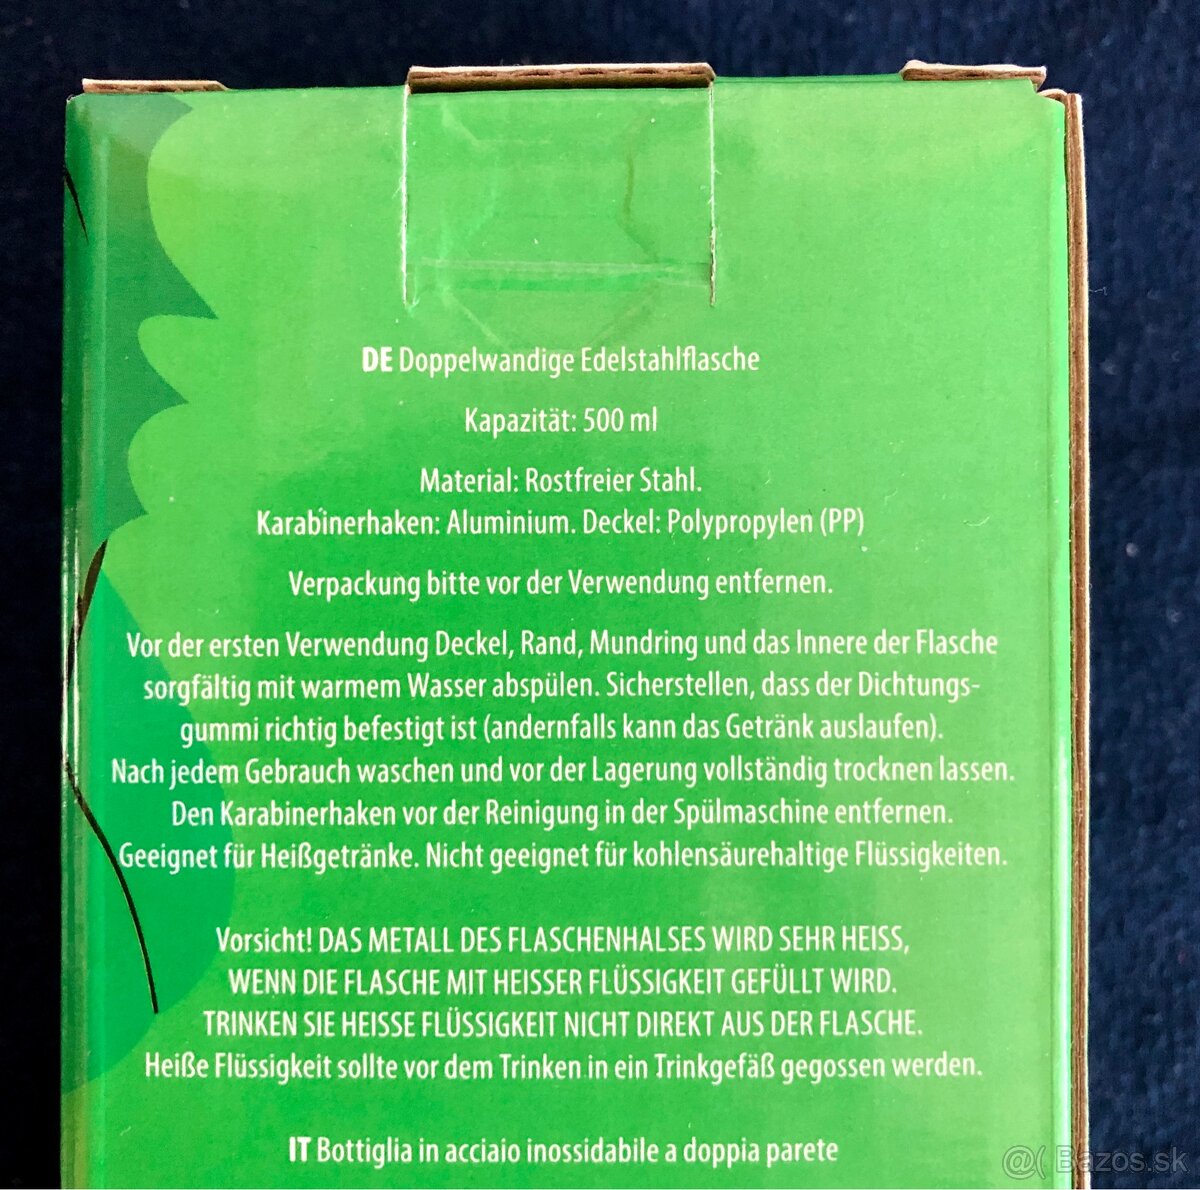 DE Doppelwandige Edelstahlflasche
Kapazität: 500 ml
Material: Rostfreier Stahl.
Karabinerhaken: Aluminium. Deckel: Polypropylen (PP)
Verpackung bitte vor der Verwendung entfernen.
Vor der ersten Verwendung Deckel, Rand, Mundring und das Innere der Flasche
sorgfältig mit warmem Wasser abspülen. Sicherstellen, dass der Dichtungs-
gummi richtig befestigt ist (andernfalls kann das Getränk auslaufen).
Nach jedem Gebrauch waschen und vor der Lagerung vollständig trocknen lassen.
Den Karabinerhaken vor der Reinigung in der Spülmaschine entfernen.
Geeignet für Heißgetränke. Nicht geeignet für kohlensäurehaltige Flüssigkeiten.
Vorsicht! DAS METALL DES FLASCHENHALSES WIRD SEHR HEISS,
WENN DIE FLASCHE MIT HEISSER FLÜSSIGKEIT GEFÜLLT WIRD.
TRINKEN SIE HEISSE FLÜSSIGKEIT NICHT DIREKT AUS DER FLASCHE.
Heiße Flüssigkeit sollte vor dem Trinken in ein Trinkgefäß gegossen werden.
IT Bottiglia in acciaio inossidabile a doppia parete
@( Bazos.sk